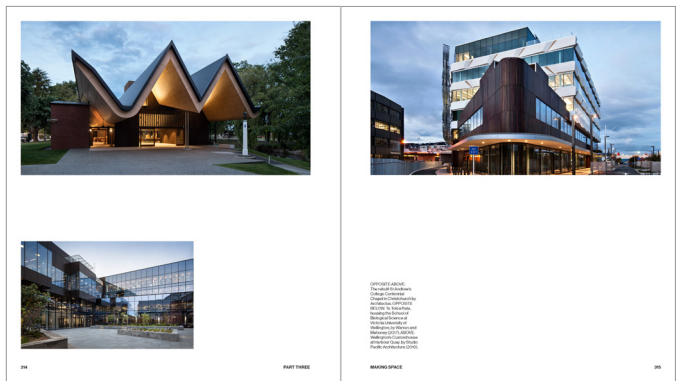 OPPOSITE ABOVE:
The rebuilt St Andrew's
College Centennial
Chapel in Christchurch by
Architectus. OPPOSITE
BELOW: Te Toki a Rata,
housing the School of
Biological Science at
Victoria University of
Wellington, by Warren and
Mahoney (2017). ABOVE:
Wellington's Customhouse
at Harbour Quay, by Studio
Pacific Architecture (2016).
314
PART THREE
MAKING SPACE
315